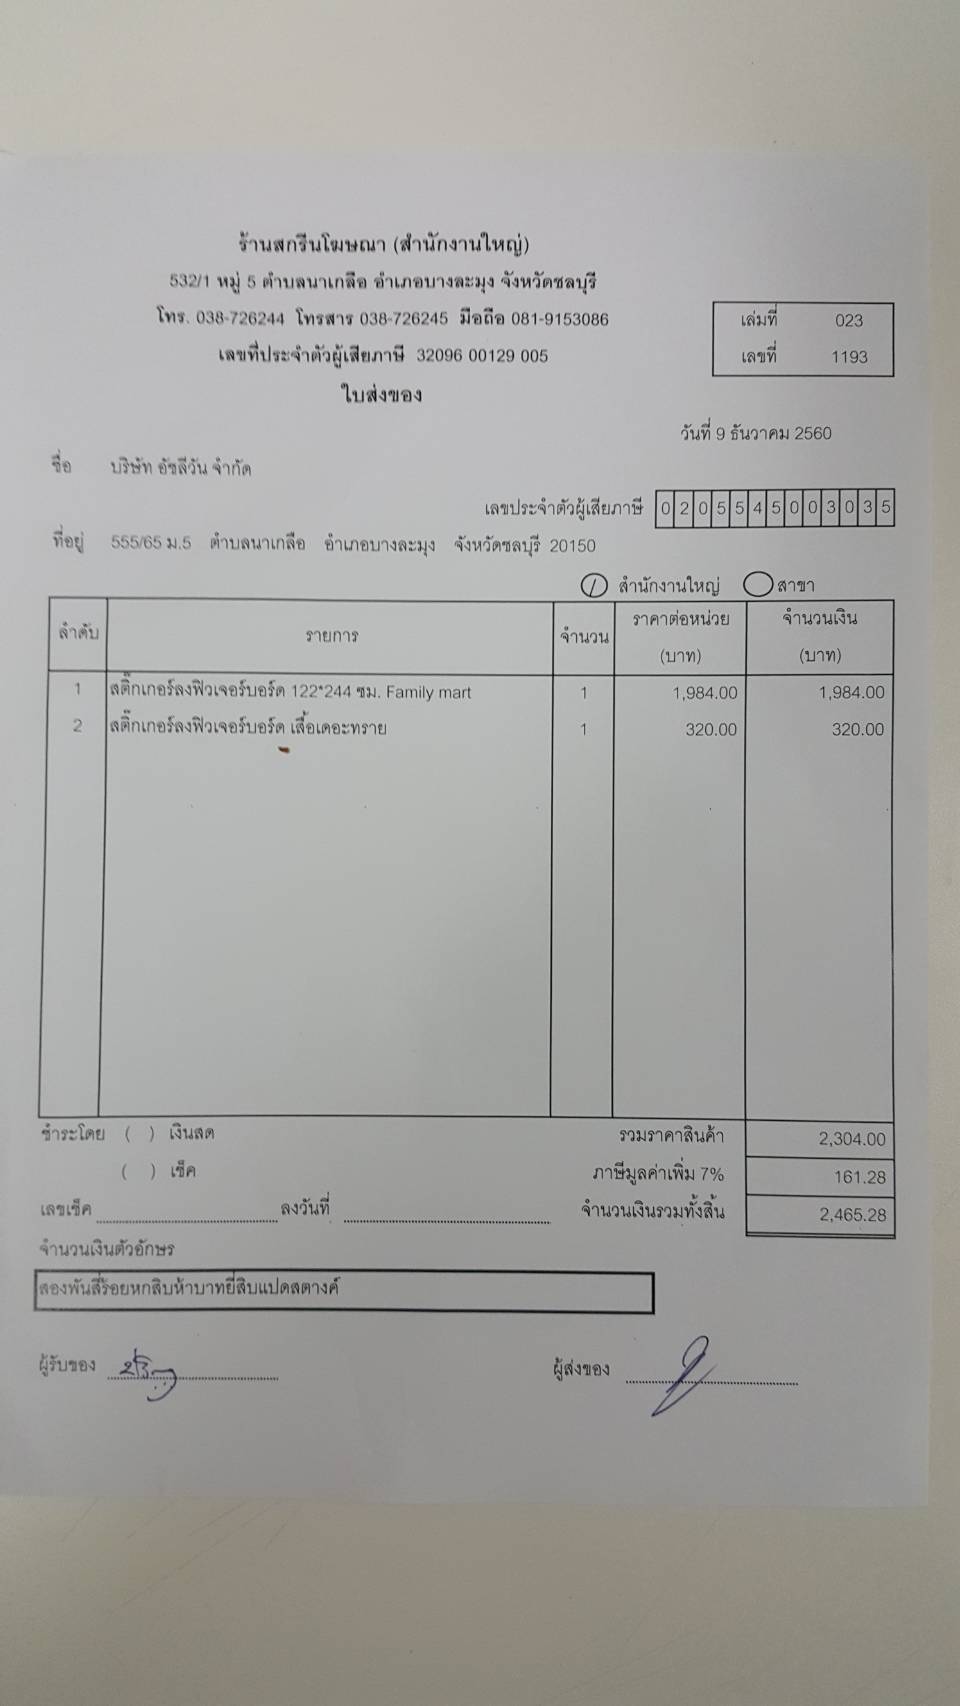 ร้านสกรีนโฆษณา (สำนักงานใหญ่)
532/1 หมู่ 5 ตำบลนาเกลือ อำเภอบางละมุง จังหวัดชลบุรี
โทร. 038-726244 โทรสาร 038-726245 มือถือ 081-9153086
เลขที่ประจำตัวผู้เสียภาษี 32096 00129 005
เล่มที่ 023
เลขที่ 1193
ใบส่งของ
วันที่ 9 ธันวาคม 2560
ชื่อ บริษัท อัชลีวัน จำกัด
เลขประจำตัวผู้เสียภาษี 0205545003035
ที่อยู่ 555/65 ม.5 ตำบลนาเกลือ อำเภอบางละมุง จังหวัดชลบุรี 20150
สำนักงานใหญ่ สาขา
ลำดับ รายการ จำนวน ราคาต่อหน่วย (บาท) จำนวนเงิน (บาท)
1 สติ๊กเกอร์ลงฟิวเจอร์บอร์ด 122*244 ซม. Family mart 1 1,984.00 1,984.00
2 สติ๊กเกอร์ลงฟิวเจอร์บอร์ด เสื้อเดอะทราย 1 320.00 320.00
ชำระโดย ( ) เงินสด รวมราคาสินค้า 2,304.00
( ) เช็ค ภาษีมูลค่าเพิ่ม 7% 161.28
เลขเช็ค ลงวันที่ จำนวนเงินรวมทั้งสิ้น 2,465.28
จำนวนเงินตัวอักษร
สองพันสี่ร้อยหกสิบห้าบาทยี่สิบแปดสตางค์
ผู้รับของ ผู้ส่งของ